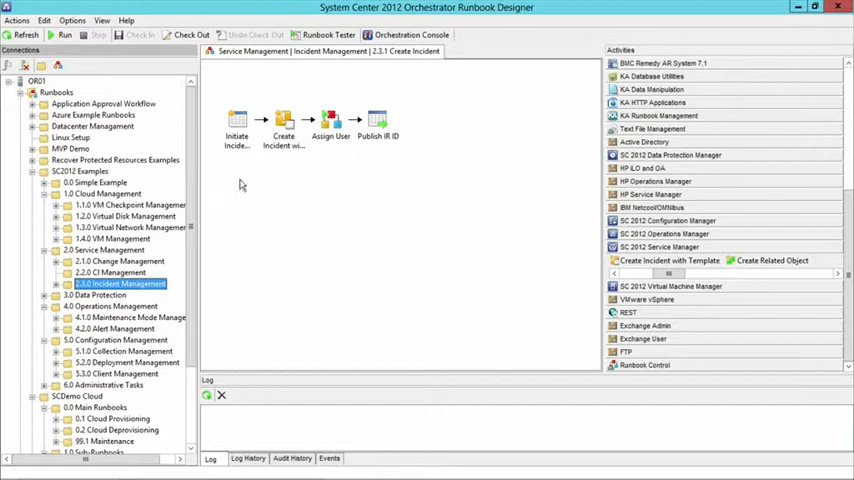 System Center 2012 Orchestrator Runbook Designer
Actions Edit Options View Help
Refresh Run Stop Check In Check Out Undo Check Out Runbook Tester Orchestration Console
Connections
OR01
Runbooks
Application Approval Workflow
Azure Example Runbooks
Datacenter Mangament
Linux Setup
MVP Demo
Recover Protected Resources Examples
SC2012 Examples
0.0 Simple Example
1.0 Cloud Management
1.1.0 VM Checkpoint Managemer
1.2.0 Virtual Disk Management
1.3.0 Virtual Network Managemer
1.4.0 VM Management
2.0 Service Management
2.1.0 Change Management
2.2.0 CI Management
2.3.0 Incident Management
3.0 Data Protection
4.0 Operations Management
4.1.0 Maintenance Mode Manage
4.2.0 Alert Management
5.0 Configuration Management
5.1.0 Collection Management
5.2.0 Deployment Management
5.3.0 Client Management
6.0 Administrative Tasks
SCDemo Cloud
0.0 Main Runbooks
0.1 Cloud Provisioning
0.2 Cloud Deprovisioning
99.1 Maintenance
1.0 Sub-Runbooks
Service Management | Incident Management | 2.3.1 Create Incident
Initiate
Incide...
Create
Incident wi...
Assign User
Publish IR ID
Log
Log Log History Audit History Events
Activities
BMC Remedy AR System 7.1
KA Database Utilities
KA Data Manipulation
KA HTTP Applications
KA Runbook Management
Text File Management
Active Directory
SC 2012 Data Protection Manager
HP iLO and OA
HP Operations Manager
HP Service Manager
IBM Netcool/OMNIbus
SC 2012 Configuration Manager
SC 2012 Operations Manager
SC 2012 Service Manager
Create Incident with Template Create Related Object
SC 2012 Virtual Machine Manager
VMware vSphere
REST
Exchange Admin
Exchange User
FTP
Runbook Control